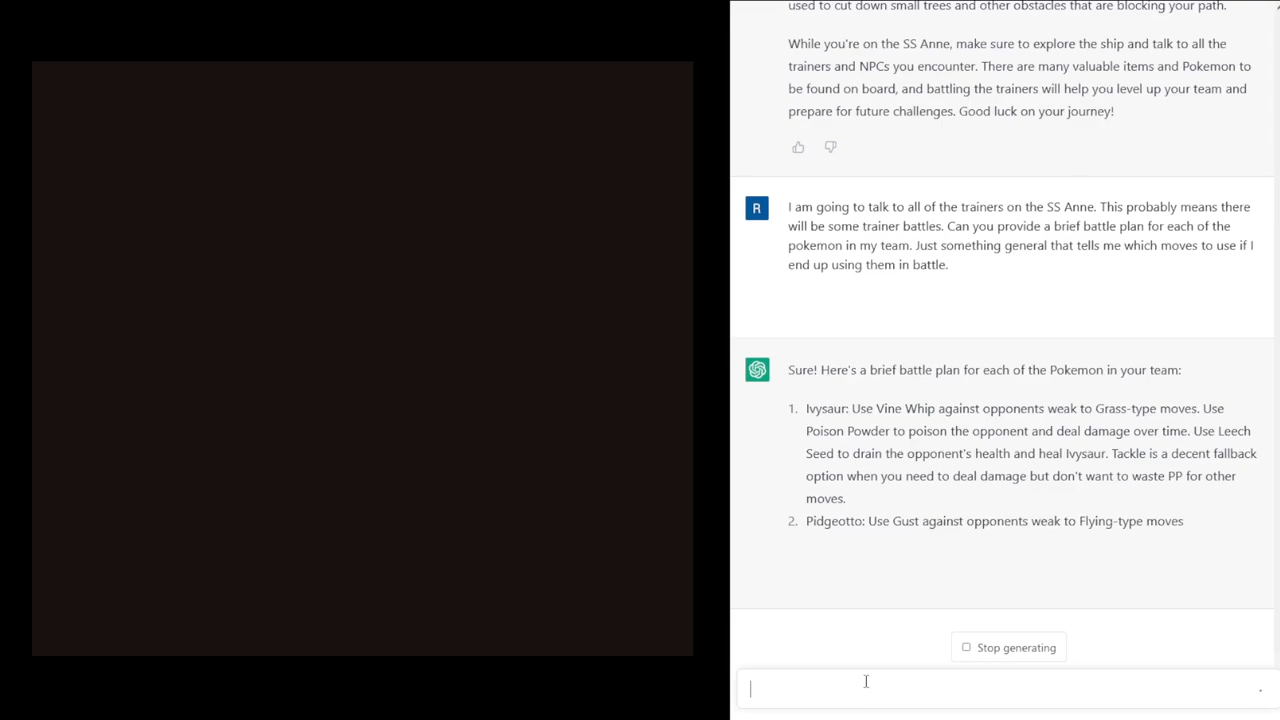 used to cut down small trees and other obstacles that are blocking your path.
While you're on the SS Anne, make sure to explore the ship and talk to all the
trainers and NPCs you encounter. There are many valuable items and Pokemon to
be found on board, and battling the trainers will help you level up your team and
prepare for future challenges. Good luck on your journey!
R
I am going to talk to all of the trainers on the SS Anne. This probably means there
will be some trainer battles. Can you provide a brief battle plan for each of the
pokemon in my team. Just something general that tells me which moves to use if I
end up using them in battle.
Sure! Here's a brief battle plan for each of the Pokemon in your team:
1. Ivysaur: Use Vine Whip against opponents weak to Grass-type moves. Use
Poison Powder to poison the opponent and deal damage over time. Use Leech
Seed to drain the opponent's health and heal Ivysaur. Tackle is a decent fallback
option when you need to deal damage but don't want to waste PP for other
moves.
2. Pidgeotto: Use Gust against opponents weak to Flying-type moves
Stop generating